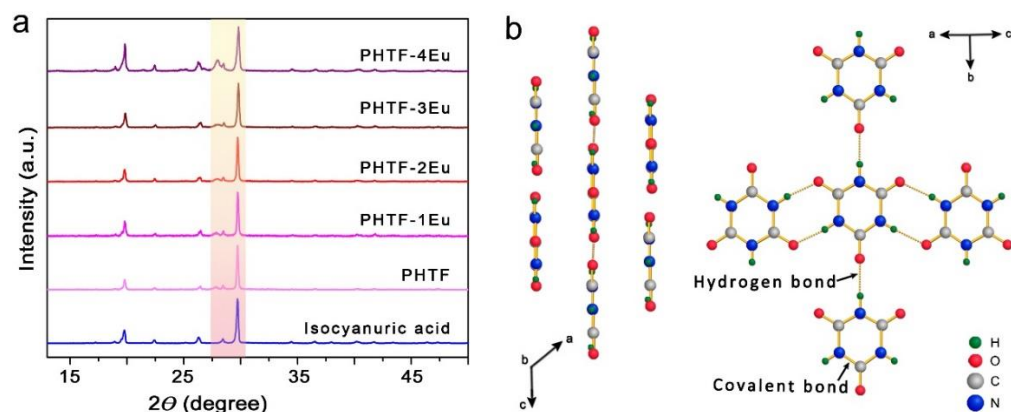 a
Intensity (a.u.)
PHTF-4Eu
PHTF-3Eu
PHTF-2Eu
PHTF-1Eu
PHTF
Isocyanuric acid
15 25 35 45
2Θ (degree)
b
a c
b
Hydrogen bond
Covalent bond
a
b
c
H
O
C
N